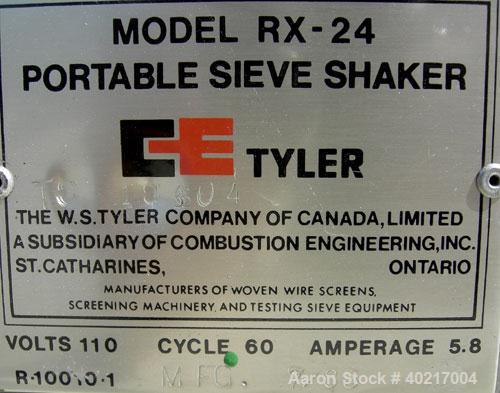 MODEL RX-24
PORTABLE SIEVE SHAKER
CE TYLER
THE W.S.TYLER COMPANY OF CANADA, LIMITED
A SUBSIDIARY OF COMBUSTION ENGINEERING, INC.
ST. CATHARINES, ONTARIO
MANUFACTURERS OF WOVEN WIRE SCREENS,
SCREENING MACHINERY, AND TESTING SIEVE EQUIPMENT
VOLTS 110 CYCLE 60 AMPERAGE 5.8
R-10010-1 MFG.
Aaron Stock # 40217004